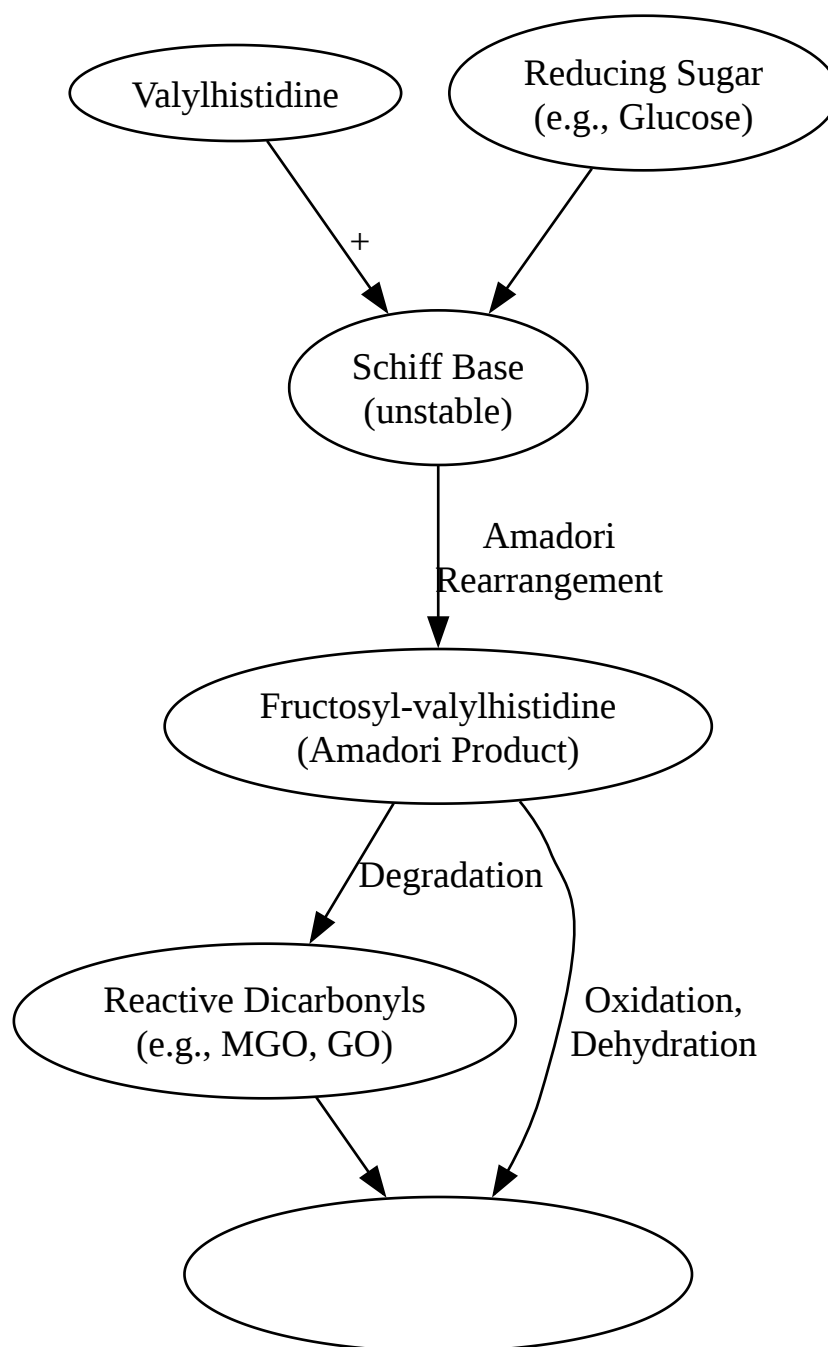 Valylhistidine
Reducing Sugar
(e.g., Glucose)
+
Schiff Base
(unstable)
Amadori
Rearrangement
Fructosyl-valylhistidine
(Amadori Product)
Degradation
Reactive Dicarbonyls
(e.g., MGO, GO)
Oxidation,
Dehydration